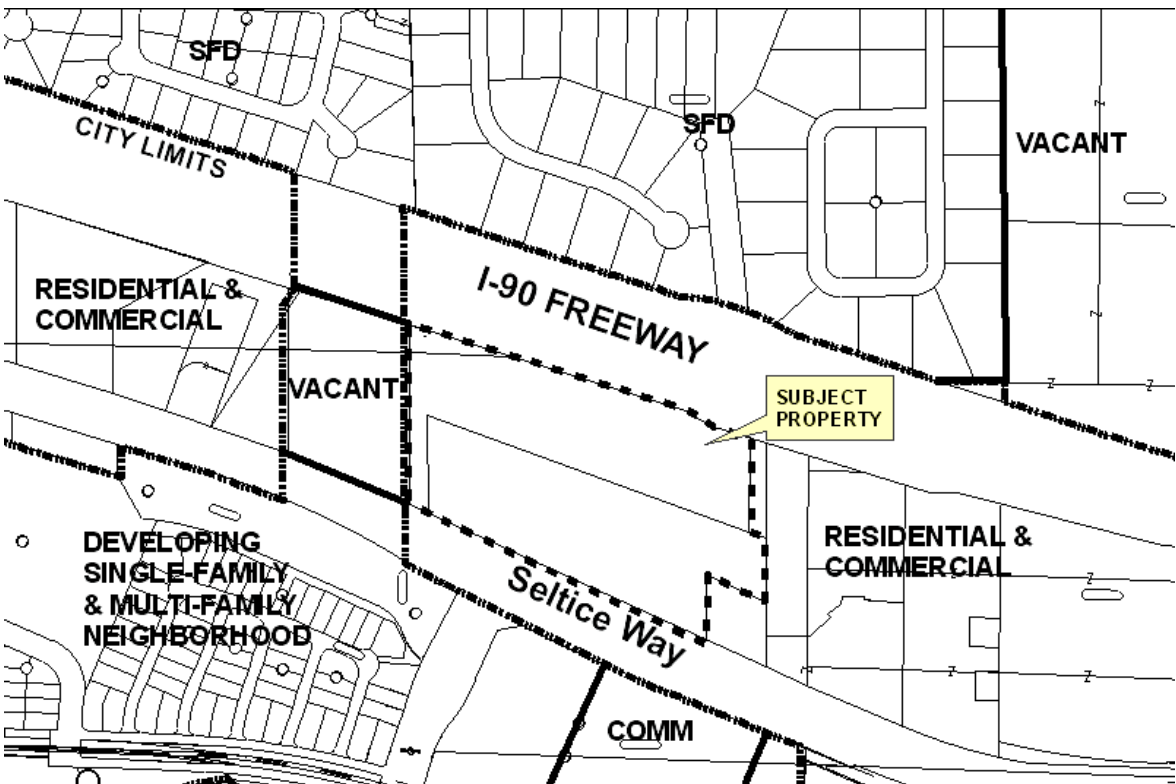 SFD
SFD
CITY LIMITS
VACANT
I-90 FREEWAY
RESIDENTIAL &
COMMERCIAL
VACANT
SUBJECT
PROPERTY
RESIDENTIAL &
COMMERCIAL
DEVELOPING
SINGLE-FAMILY
& MULTI-FAMILY
NEIGHBORHOOD
Seltice Way
COMM